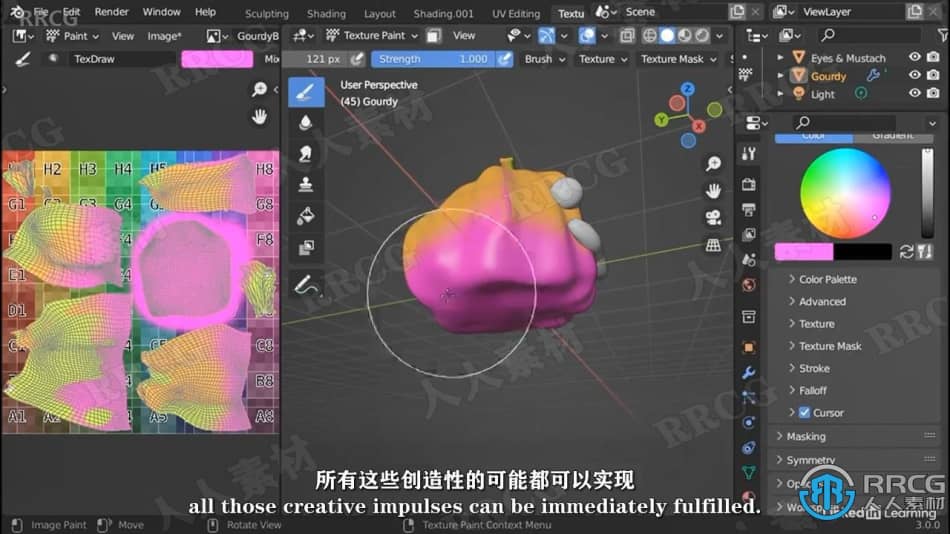 File Edit Render Window Help Sculpting Shading Layout Shading.001 UV Editing Textu Scene ViewLayer
Paint View Image* GourdyB Texture Paint View
TexDraw Mix 121 px Strength 1.000 Brush Texture Texture Mask
Eyes & Mustach
Gourdy
Light
User Perspective
(45) Gourdy
Z
Y
X
Color Gradient
H2 H3 H4 H5 H8
G1 G8
F8
E1
D1
C8
B8
A1 A2 A4 A5 A8
Color Palette
Advanced
Texture
Texture Mask
Stroke
Falloff
Cursor
Masking
Symmetry
所有这些创造性的可能都可以实现
all those creative impulses can be immediately fulfilled.
RRCG
人人素材
LinkedIn Learning
Image Paint Move Rotate View Texture Paint Context Menu 3.0.0